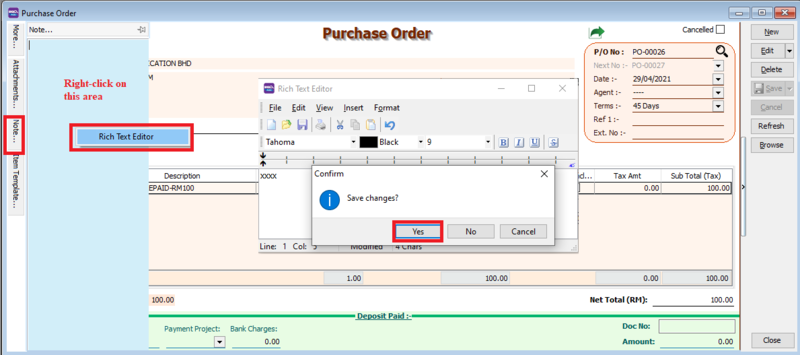 Purchase Order
Note...
More...
Attachments...
Note...
Item Template...
Right-click on
this area
Rich Text Editor
Purchase Order
Cancelled
CATION BHD
P/O No : PO-00026
Next No :- PO-00027
Date :- 29/04/2021
Agent : ----
Terms : 45 Days
Ref 1 :-
Ext. No :-
New
Edit
Delete
Save
Cancel
Refresh
Browse
Close
Rich Text Editor
File Edit View Insert Format
Tahoma Black 9 B I U S
xxxx
Confirm
Save changes?
Yes No Cancel
Line: 1 Col: 5 Modified 4 Chars
Description Tax Amt Sub Total (Tax)
EPAID-RM100 0.00 100.00
1.00 100.00 0.00 100.00
100.00 Net Total (RM): 100.00
Deposit Paid :-
Payment Project: Bank Charges: Doc No:
0.00 Amount: 0.00